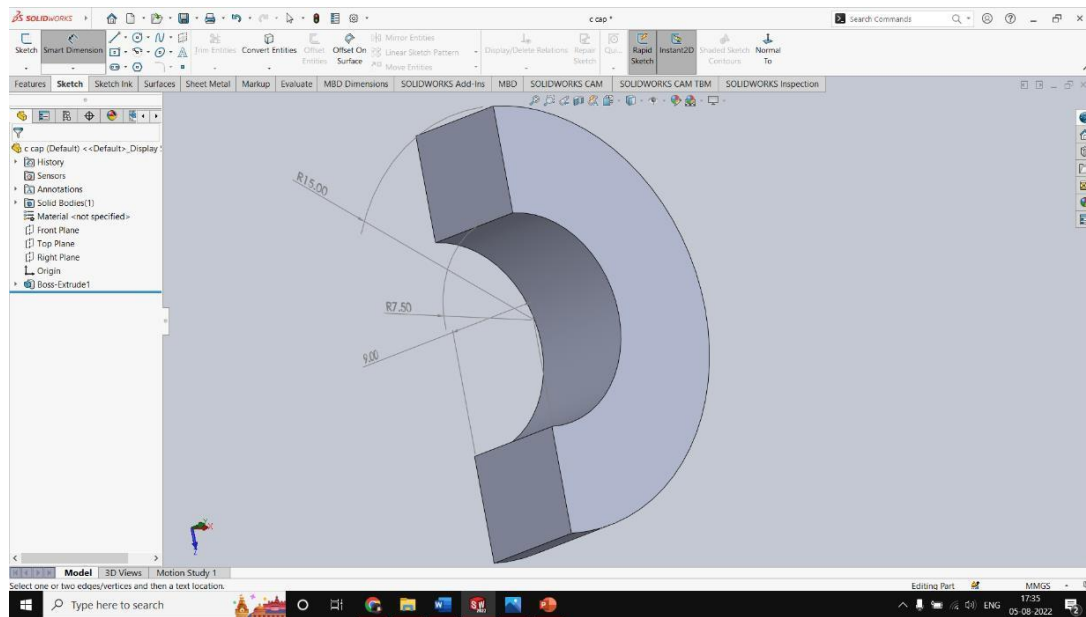 SOLIDWORKS
c cap *
Search Commands
Sketch
Smart Dimension
Trim Entities
Convert Entities
Offset Entities
Offset On Surface
Mirror Entities
Linear Sketch Pattern
Move Entities
Display/Delete Relations
Repair Sketch
Qui...
Rapid Sketch
Instant2D
Shaded Sketch Contours
Normal To
Features
Sketch
Sketch Ink
Surfaces
Sheet Metal
Markup
Evaluate
MBD Dimensions
SOLIDWORKS Add-Ins
MBD
SOLIDWORKS CAM
SOLIDWORKS CAM TBM
SOLIDWORKS Inspection
c cap (Default) <<Default>_Display
History
Sensors
Annotations
Solid Bodies(1)
Material <not specified>
Front Plane
Top Plane
Right Plane
Origin
Boss-Extrude1
R15.00
R7.50
9.00
Model
3D Views
Motion Study 1
Select one or two edges/vertices and then a text location.
Editing Part
MMGS
Type here to search
ENG
17:35
05-08-2022